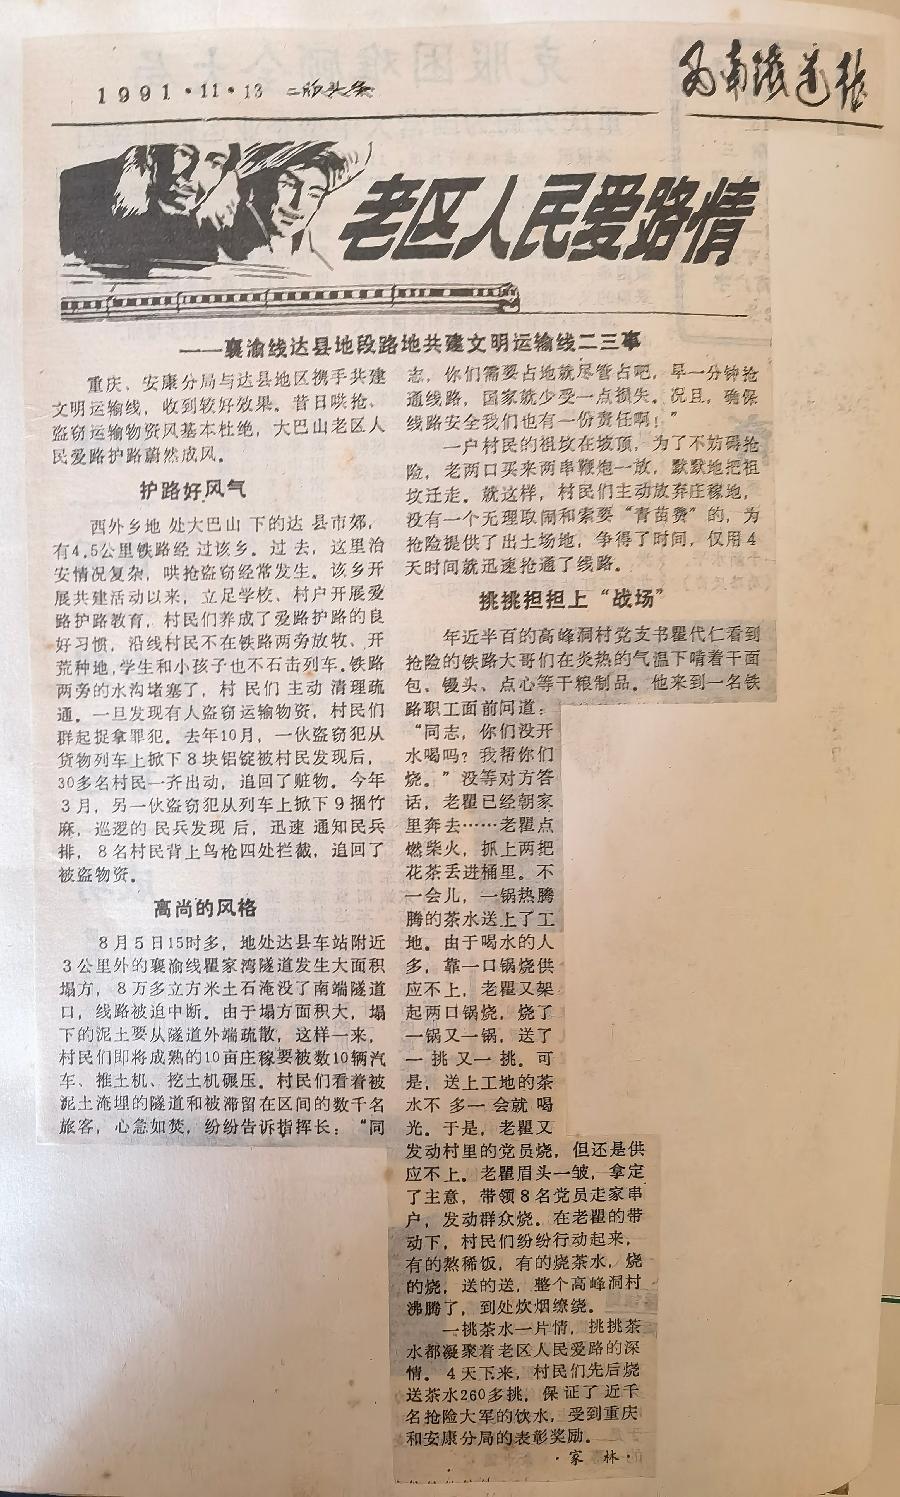 1991·11·13 二版头条
西南铁道报
老区人民爱路情
——襄渝线达县地段路地共建文明运输线二三事
重庆、安康分局与达县地区携手共建
文明运输线，收到较好效果。昔日哄抢、
盗窃运输物资风基本杜绝，大巴山老区人
民爱路护路蔚然成风。
护路好风气
西外乡地 处大巴山 下的达 县市郊，
有4.5公里铁路经 过该乡。过 去，这里治
安情况复杂，哄抢盗窃经常发生。该乡开
展共建活动以来，立足学校、村户开展爱
路护路教育，村民们养成了爱路护路的良
好习惯，沿线村民不在铁路两旁放牧、开
荒种地，学生和小孩子也不石击列车。铁路
两旁的水沟堵塞了，村 民们 主动 清理疏
通。一旦发现有人盗窃运输物资，村民们
群起捉拿罪犯。去年10月，一伙盗窃犯从
货物列车上掀下8块铝锭被村民发现后，
30多名村民一齐出动，追回了赃物。今年
3月，另一伙盗窃犯从列车上掀下9捆竹
麻，巡逻的 民兵发现 后，迅速 通知民兵
排，8名村民背上鸟枪四处拦截，追回了
被盗物资。
高尚的风格
8月5日15时多，地处达县车站附近
3公里外的襄渝线瞿家湾隧道发生大面积
塌方，8万多立方米土石淹没了南端隧道
口，线路被迫中断。由于塌方面积大，塌
下的泥土要从隧道外端疏散，这样一来，
村民们即将成熟的10亩庄稼要被数10辆汽
车、推土机、挖土机碾压。村民们看着被
泥土淹埋的隧道和被滞留在区间的数千名
旅客，心急如焚，纷纷告诉指挥长：“同
志，你们需要占地就尽管占吧，早一分钟抢
通线路，国家就少受一点损失。况且，确保
线路安全我们也有一份责任啊！”
一户村民的祖坟在坡顶，为了不妨碍抢
险，老两口买来两串鞭炮一放，默默地把祖
坟迁走。就这样，村民们主动放弃庄稼地，
没有一个无理取闹和索要“青苗费”的，为
抢险提供了出土场地，争得了时间，仅用4
天时间就迅速抢通了线路。
挑挑担担上“战场”
年近半百的高峰洞村党支书瞿代仁看到
抢险的铁路大哥们在炎热的气温下啃着干面
包、镘头、点心等干粮制品。他来到一名铁
路职工面前问道：
“同志，你们没开
水喝吗？我帮你们
烧。”没等对方答
话，老瞿已经朝家
里奔去……老瞿点
燃柴火，抓上两把
花茶丢进桶里。不
一会儿，一锅热腾
腾的茶水送上了工
地。由于喝水的人
多，靠一口锅烧供
应不上，老瞿又架
起两口锅烧，烧了
一锅又一锅，送了
一 挑 又 一 挑。可
是，送上工地的茶
水不 多一 会就 喝
光。于是，老瞿又
发动村里的党员烧，但还是供
应不上。老瞿眉头一皱，拿定
了主意，带领8名党员走家串
户，发动群众烧。在老瞿的带
动下，村民们纷纷行动起来，
有的熬稀饭，有的烧茶水，烧
的烧，送的送，整个高峰洞村
沸腾了，到处炊烟缭绕。
一挑茶水一片情，挑挑茶
水都凝聚着老区人民爱路的深
情。4天下来，村民们先后烧
送茶水260多挑，保证了近千
名抢险大军的饮水，受到重庆
和安康分局的表彰奖励。
·家 林·